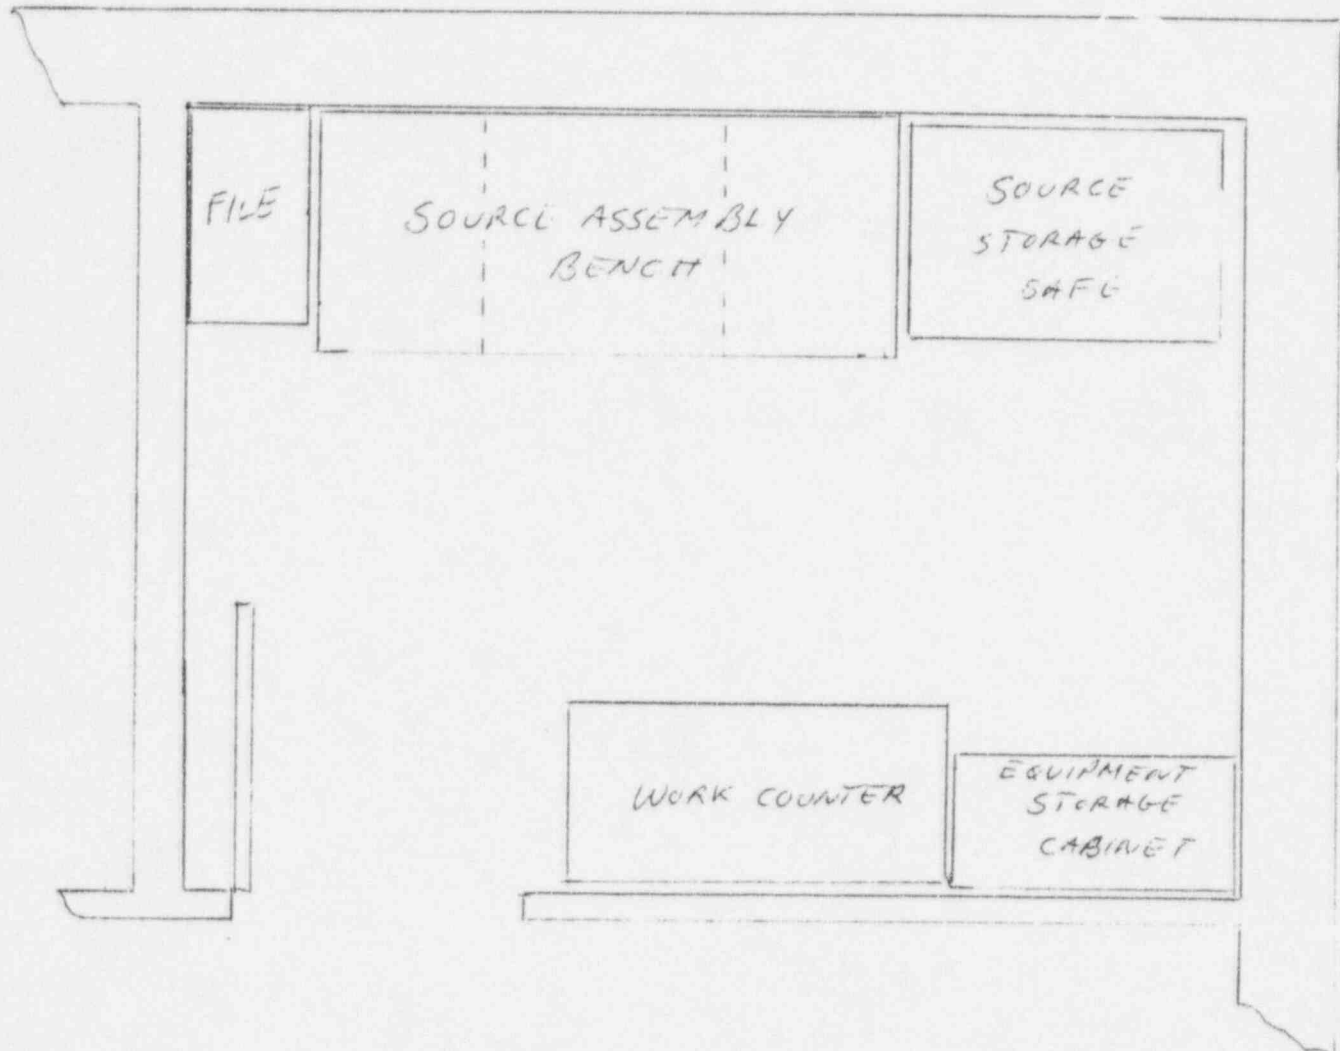 FILE
SOURCE ASSEMBLY
BENCH
SOURCE
STORAGE
SAFE
WORK COUNTER
EQUIPMENT
STORAGE
CABINET